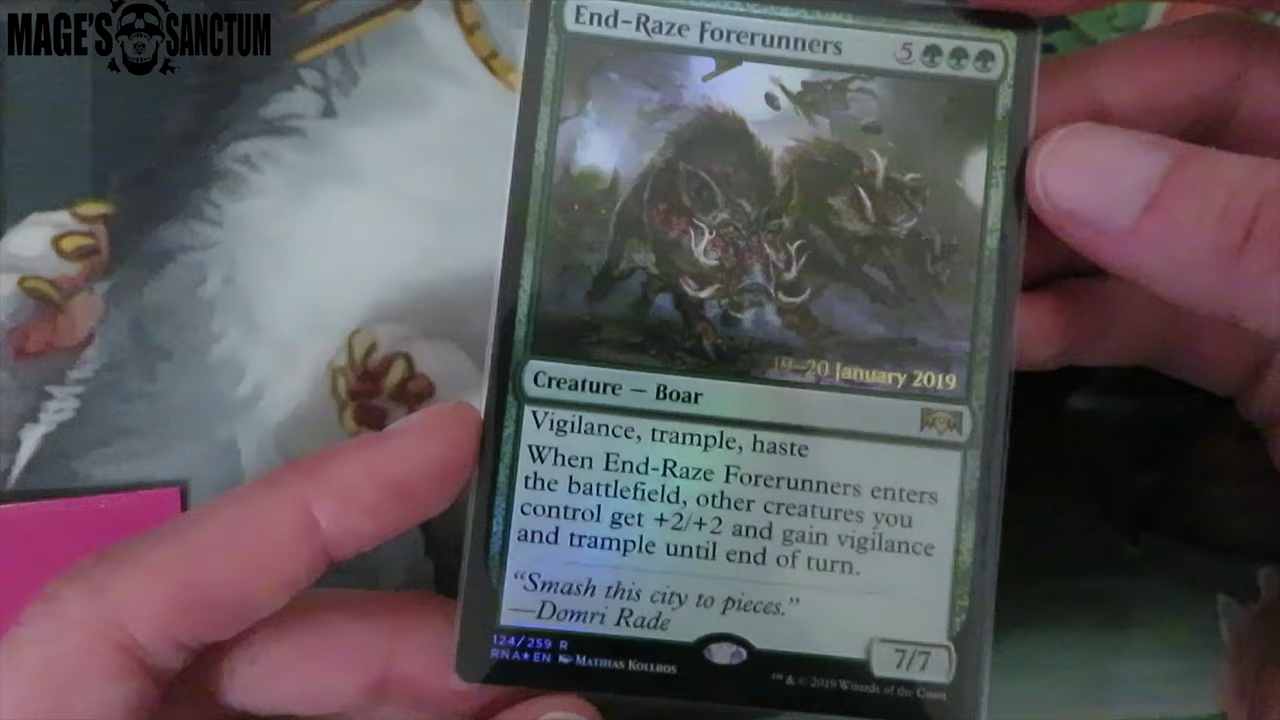 MAGE'S SANCTUM
End-Raze Forerunners 5
19–20 January 2019
Creature — Boar
Vigilance, trample, haste
When End-Raze Forerunners enters
the battlefield, other creatures you
control get +2/+2 and gain vigilance
and trample until end of turn.
“Smash this city to pieces.”
—Domri Rade
124/259 R
RNA★EN Mathias Kollros
7/7
™ & © 2019 Wizards of the Coast